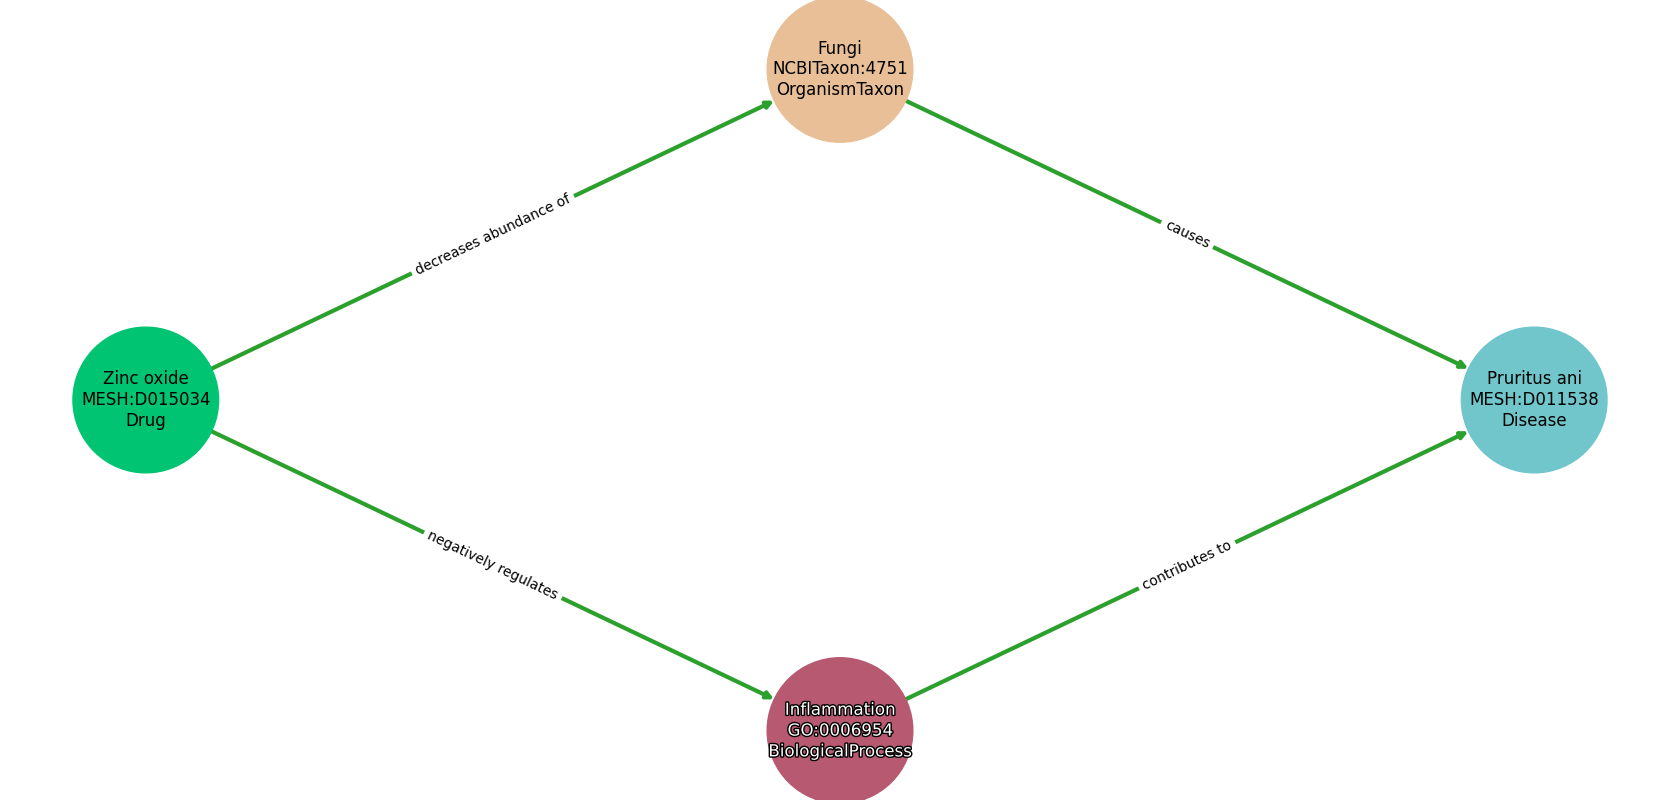 Fungi
NCBITaxon:4751
OrganismTaxon
decreases abundance of
causes
Zinc oxide
MESH:D015034
Drug
Pruritus ani
MESH:D011538
Disease
negatively regulates
contributes to
Inflammation
GO:0006954
BiologicalProcess